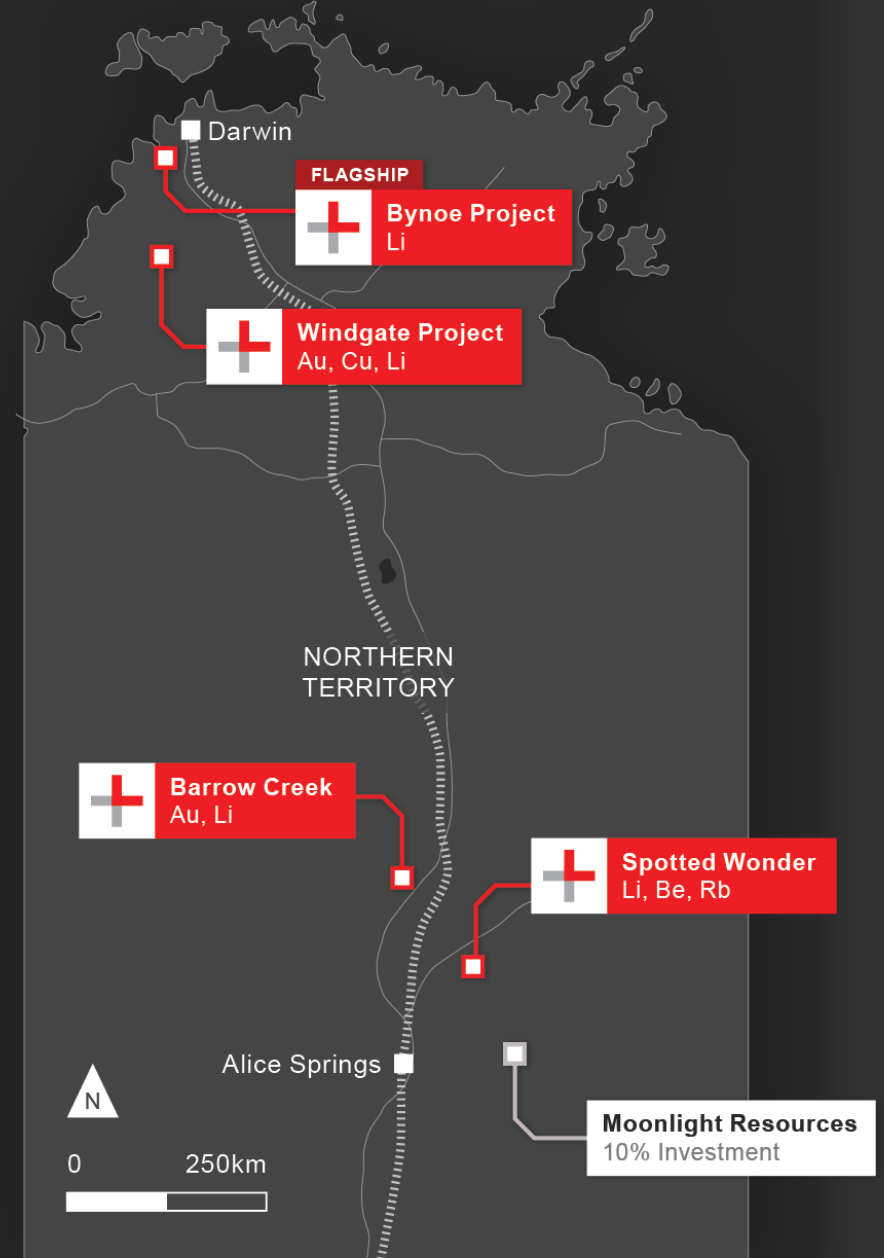 Darwin
FLAGSHIP
Bynoe Project
Li
Windgate Project
Au, Cu, Li
NORTHERN
TERRITORY
Barrow Creek
Au, Li
Spotted Wonder
Li, Be, Rb
Alice Springs
N
Moonlight Resources
10% Investment
0 250km